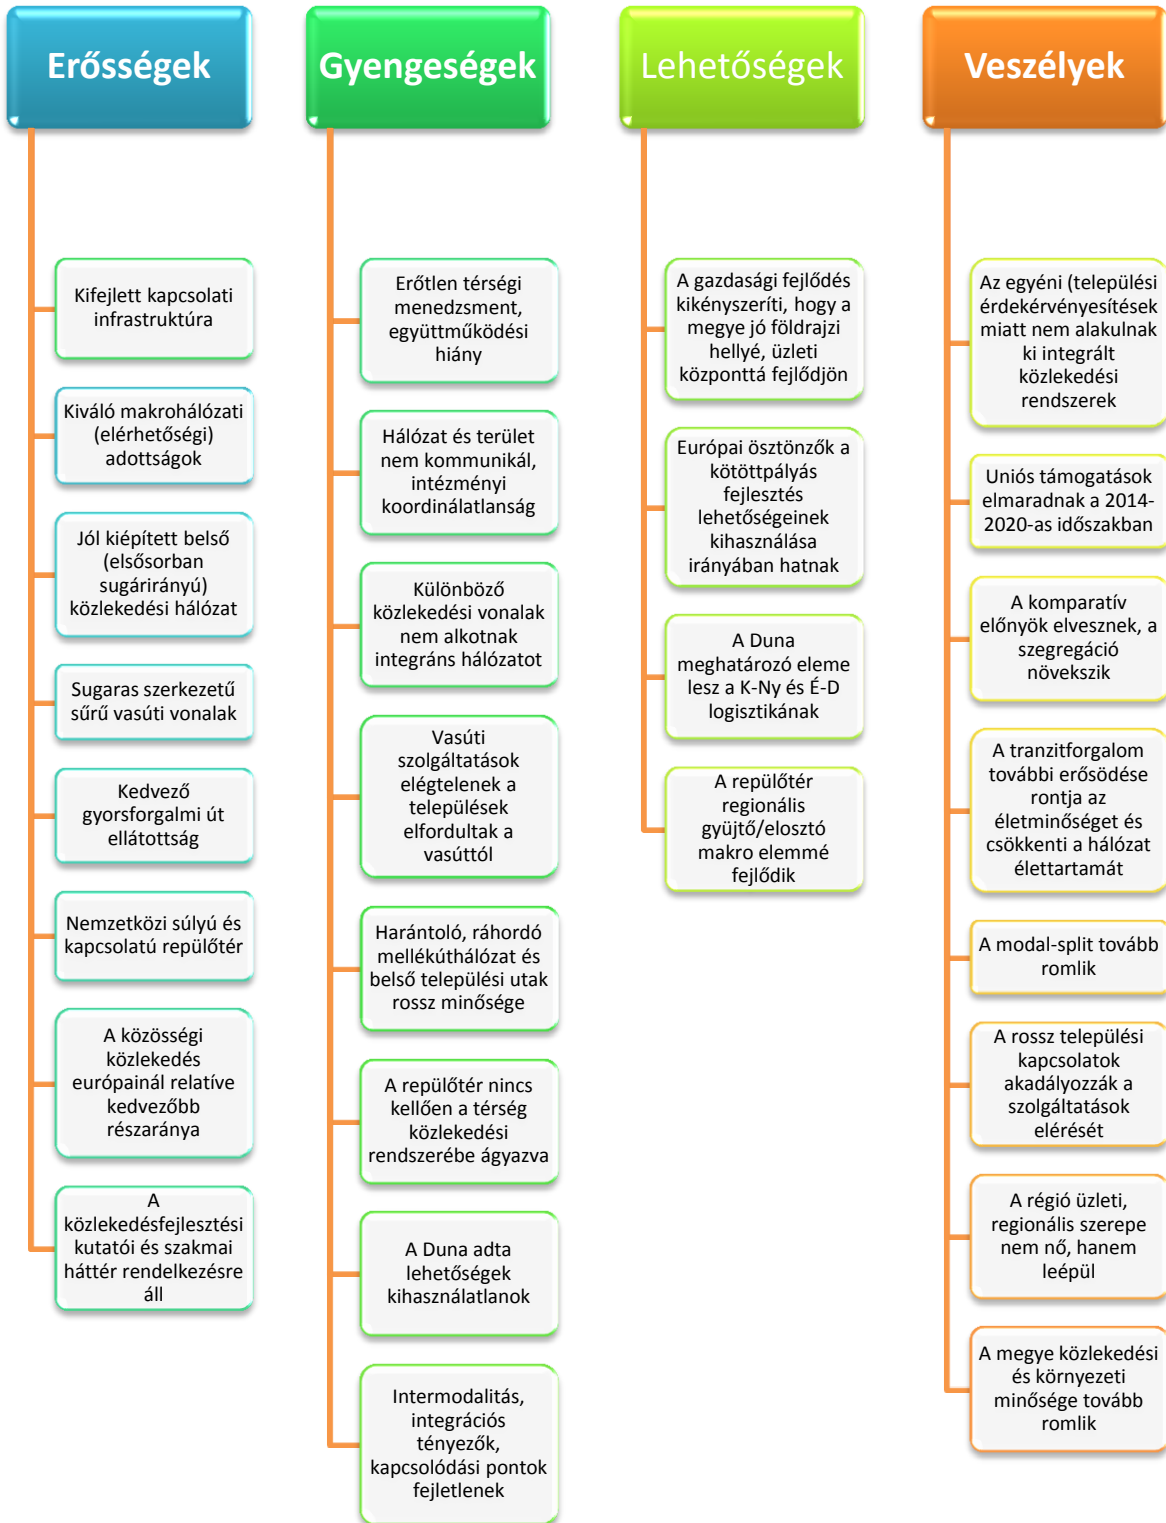 Erősségek
Kifejlett kapcsolati
infrastruktúra
Kiváló makrohálózati
(elérhetőségi)
adottságok
Jól kiépített belső
(elsősorban
sugárirányú)
közlekedési hálózat
Sugaras szerkezetű
sűrű vasúti vonalak
Kedvező
gyorsforgalmi út
ellátottság
Nemzetközi súlyú és
kapcsolatú repülőtér
A közösségi
közlekedés
európainál relatíve
kedvezőbb
részaránya
A
közlekedésfejlesztési
kutatói és szakmai
háttér rendelkezésre
áll
Gyengeségek
Erőtlen térségi
menedzsment,
együttműködési
hiány
Hálózat és terület
nem kommunikál,
intézményi
koordinálatlanság
Különböző
közlekedési vonalak
nem alkotnak
integráns hálózatot
Vasúti
szolgáltatások
elégtelenek a
települések
elfordultak a
vasúttól
Harántoló, ráhordó
mellékúthálózat és
belső települési utak
rossz minősége
A repülőtér nincs
kellően a térség
közlekedési
rendszerébe ágyazva
A Duna adta
lehetőségek
kihasználatlanok
Intermodalitás,
integrációs
tényezők,
kapcsolódási pontok
fejletlenek
Lehetőségek
A gazdasági fejlődés
kikényszeríti, hogy a
megye jó földrajzi
hellyé, üzleti
központtá fejlődjön
Európai ösztönzők a
kötöttpályás
fejlesztés
lehetőségeinek
kihasználása
irányában hatnak
A Duna
meghatározó eleme
lesz a K-Ny és É-D
logisztikának
A repülőtér
regionális
gyüjtő/elosztó
makro elemmé
fejlődik
Veszélyek
Az egyéni (települési
érdekérvényesítések
miatt nem alakulnak
ki integrált
közlekedési
rendszerek
Uniós támogatások
elmaradnak a 2014-
2020-as időszakban
A komparatív
előnyök elvesznek, a
szegregáció
növekszik
A tranzitforgalom
további erősödése
rontja az
életminőséget és
csökkenti a hálózat
élettartamát
A modal-split tovább
romlik
A rossz települési
kapcsolatok
akadályozzák a
szolgáltatások
elérését
A régió üzleti,
regionális szerepe
nem nő, hanem
leépül
A megye közlekedési
és környezeti
minősége tovább
romlik